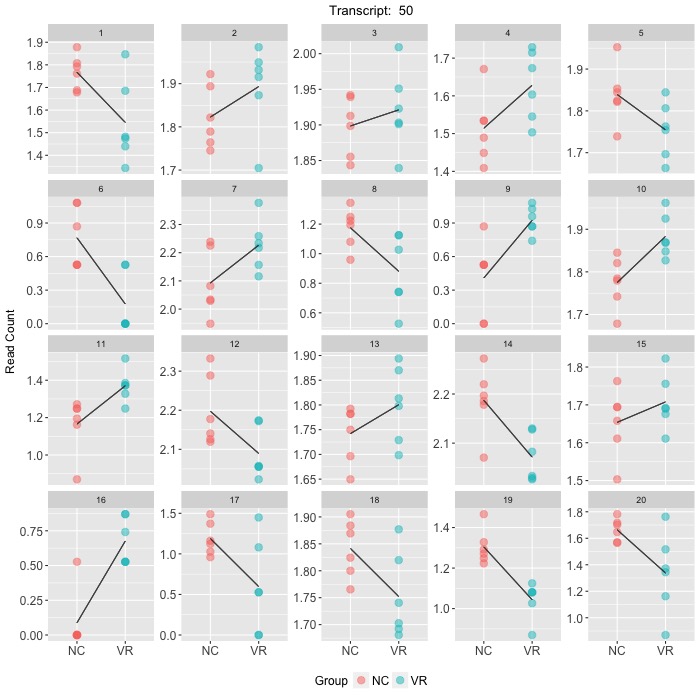 Transcript: 50
1 2 3 4 5
1.9 1.8 1.7 1.6 1.5 1.4
1.9 1.8 1.7
2.00 1.95 1.90 1.85
1.7 1.6 1.5 1.4
1.9 1.8 1.7
6 7 8 9 10
0.9 0.6 0.3 0.0
2.3 2.2 2.1 2.0
1.2 1.0 0.8 0.6
0.9 0.6 0.3 0.0
1.9 1.8 1.7
Read Count
11 12 13 14 15
1.4 1.2 1.0
2.3 2.2 2.1
1.90 1.85 1.80 1.75 1.70 1.65
2.2 2.1
1.8 1.7 1.6 1.5
16 17 18 19 20
0.75 0.50 0.25 0.00
1.5 1.0 0.5 0.0
1.90 1.85 1.80 1.75 1.70
1.4 1.2 1.0
1.8 1.6 1.4 1.2 1.0
NC VR NC VR NC VR NC VR NC VR
Group NC VR